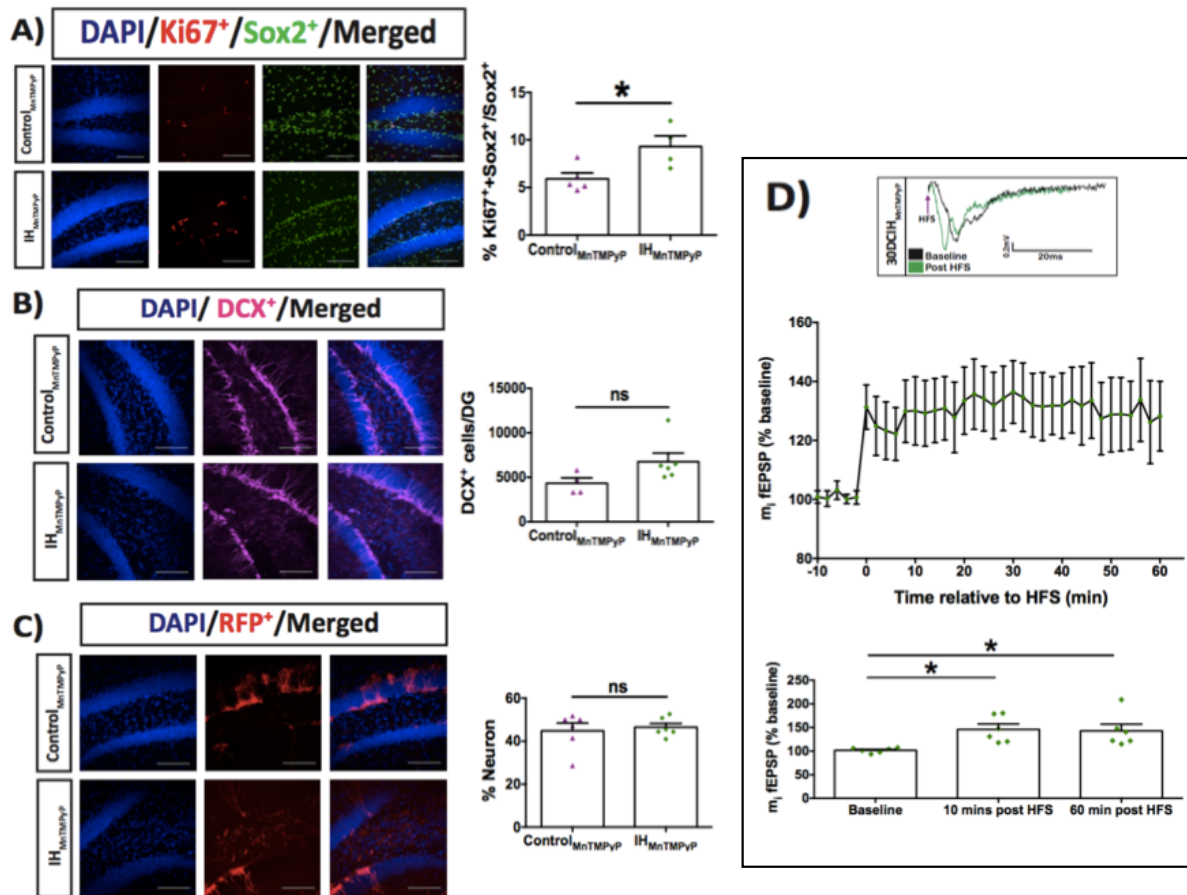 A)
DAPI/Ki67+/Sox2+/Merged
ControlMnTMPyP
IHMnTMPyP
% Ki67++Sox2+/Sox2+
15
10
5
0
*
ControlMnTMPyP IHMnTMPyP
B)
DAPI/ DCX+/Merged
ControlMnTMPyP
IHMnTMPyP
DCX+ cells/DG
15000
10000
5000
0
ns
ControlMnTMPyP IHMnTMPyP
C)
DAPI/RFP+/Merged
ControlMnTMPyP
IHMnTMPyP
% Neuron
60
40
20
0
ns
ControlMnTMPyP IHMnTMPyP
D)
30DCIHMnTMPyP
HFS
Baseline
Post HFS
0.2mV
20ms
mi fEPSP (% baseline)
160
140
120
100
80
-10 0 10 20 30 40 50 60
Time relative to HFS (min)
mi fEPSP (% baseline)
250
200
150
100
50
0
*
*
Baseline 10 mins post HFS 60 min post HFS